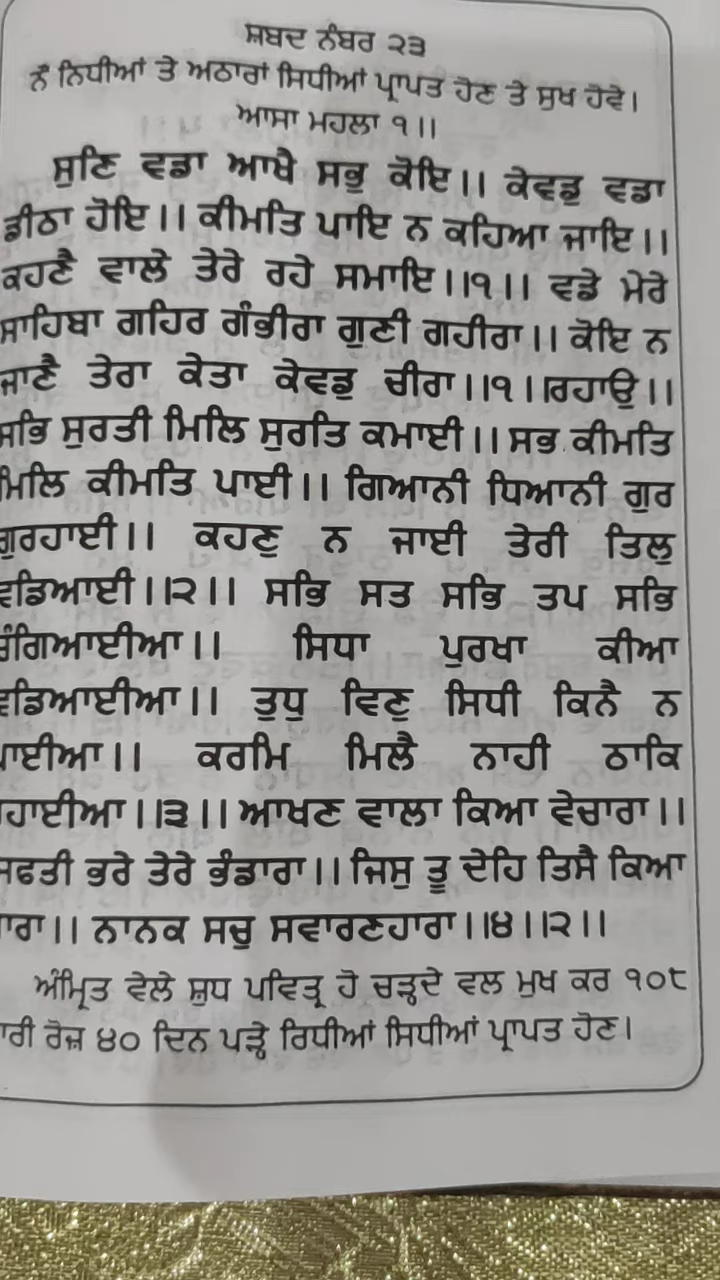 ਸ਼ਬਦ ਨੰਬਰ ੨੩
ਨੌ ਨਿਧੀਆਂ ਤੇ ਅਠਾਰਾਂ ਸਿਧੀਆਂ ਪ੍ਰਾਪਤ ਹੋਣ ਤੇ ਸੁਖ ਹੋਵੇ।
ਆਸਾ ਮਹਲਾ ੧।।
ਸੁਣਿ ਵਡਾ ਆਖੈ ਸਭੁ ਕੋਇ।। ਕੇਵਡੁ ਵਡਾ
ਡੀਠਾ ਹੋਇ।। ਕੀਮਤਿ ਪਾਇ ਨ ਕਹਿਆ ਜਾਇ।।
ਕਹਣੈ ਵਾਲੇ ਤੇਰੇ ਰਹੇ ਸਮਾਇ।।੧।। ਵਡੇ ਮੇਰੇ
ਸਾਹਿਬਾ ਗਹਿਰ ਗੰਭੀਰਾ ਗੁਣੀ ਗਹੀਰਾ।। ਕੋਇ ਨ
ਜਾਣੈ ਤੇਰਾ ਕੇਤਾ ਕੇਵਡੁ ਚੀਰਾ।।੧।।ਰਹਾਉ।।
ਸਭਿ ਸੁਰਤੀ ਮਿਲਿ ਸੁਰਤਿ ਕਮਾਈ।। ਸਭ ਕੀਮਤਿ
ਮਿਲਿ ਕੀਮਤਿ ਪਾਈ।। ਗਿਆਨੀ ਧਿਆਨੀ ਗੁਰ
ਗੁਰਹਾਈ।। ਕਹਣੁ ਨ ਜਾਈ ਤੇਰੀ ਤਿਲੁ
ਵਡਿਆਈ।।੨।। ਸਭਿ ਸਤ ਸਭਿ ਤਪ ਸਭਿ
ਚੰਗਿਆਈਆ।। ਸਿਧਾ ਪੁਰਖਾ ਕੀਆ
ਵਡਿਆਈਆ।। ਤੁਧੁ ਵਿਣੁ ਸਿਧੀ ਕਿਨੈ ਨ
ਪਾਈਆ।। ਕਰਮਿ ਮਿਲੈ ਨਾਹੀ ਠਾਕਿ
ਰਹਾਈਆ।।੩।। ਆਖਣ ਵਾਲਾ ਕਿਆ ਵੇਚਾਰਾ।।
ਸਿਫਤੀ ਭਰੇ ਤੇਰੇ ਭੰਡਾਰਾ।। ਜਿਸੁ ਤੂ ਦੇਹਿ ਤਿਸੈ ਕਿਆ
ਚਾਰਾ।। ਨਾਨਕ ਸਚੁ ਸਵਾਰਣਹਾਰਾ।।੪।।੨।।
ਅੰਮ੍ਰਿਤ ਵੇਲੇ ਸ਼ੁਧ ਪਵਿਤ੍ਰ ਹੋ ਚੜ੍ਹਦੇ ਵਲ ਮੁਖ ਕਰ ੧੦੮
ਵਾਰੀ ਰੋਜ਼ ੪੦ ਦਿਨ ਪੜ੍ਹੇ ਰਿਧੀਆਂ ਸਿਧੀਆਂ ਪ੍ਰਾਪਤ ਹੋਣ।